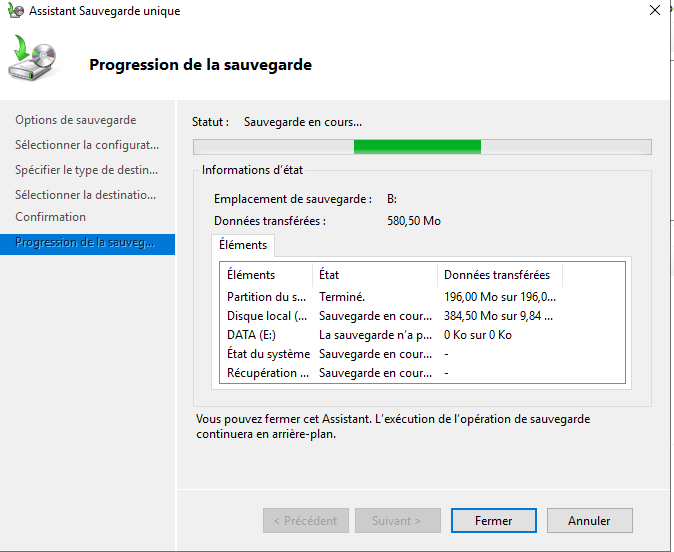 Assistant Sauvegarde unique
Progression de la sauvegarde
Options de sauvegarde
Sélectionner la configurat...
Spécifier le type de destin...
Sélectionner la destinatio...
Confirmation
Progression de la sauveg...
Statut : Sauvegarde en cours...
Informations d'état
Emplacement de sauvegarde : B:
Données transférées : 580,50 Mo
Éléments
Éléments État Données transférées
Partition du s... Terminé. 196,00 Mo sur 196,0...
Disque local (... Sauvegarde en cour... 384,50 Mo sur 9,84 ...
DATA (E:) La sauvegarde n'a p... 0 Ko sur 0 Ko
État du système Sauvegarde en cour... -
Récupération ... Sauvegarde en cour... -
Vous pouvez fermer cet Assistant. L'exécution de l'opération de sauvegarde
continuera en arrière-plan.
< Précédent Suivant > Fermer Annuler